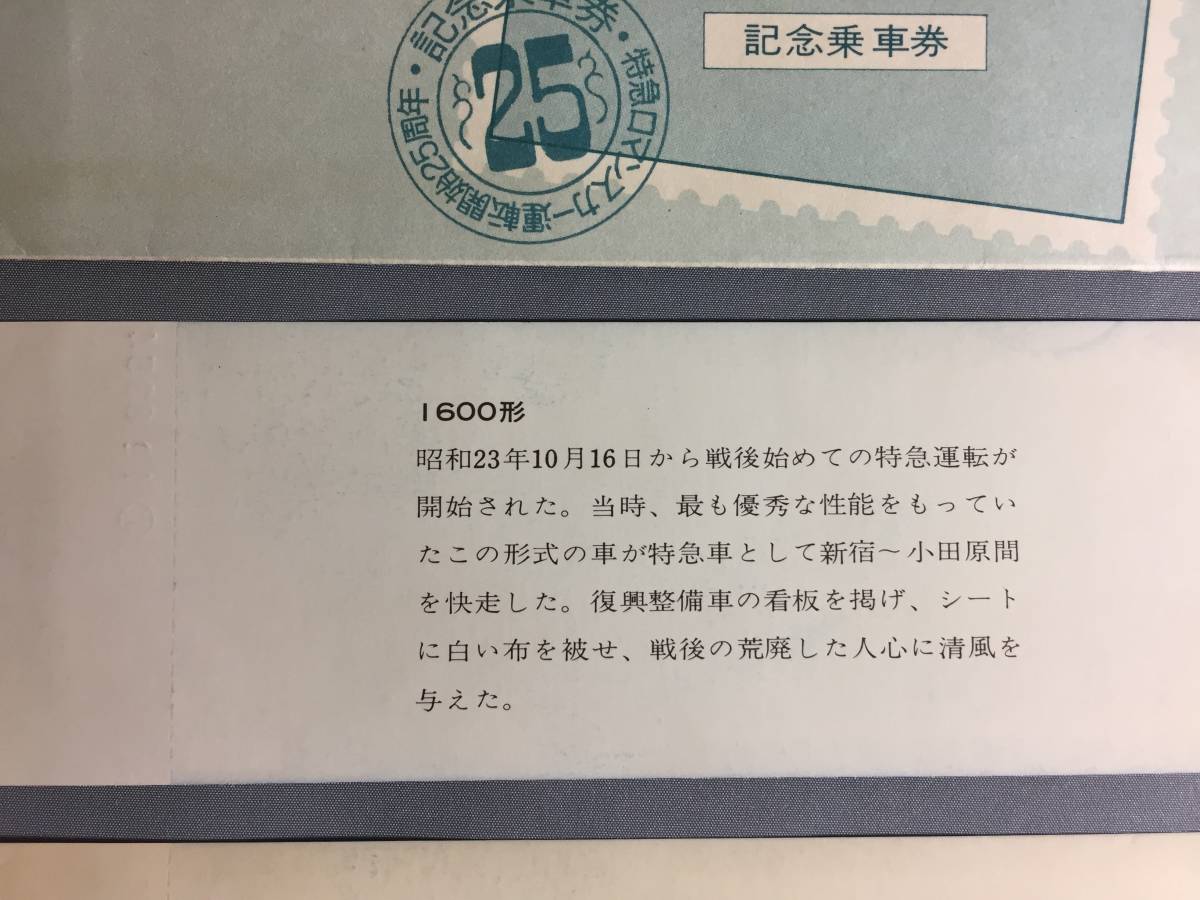 記念乗車券
記念乗車券・特急ロマンスカー運転開始25周年・
25
1600形
昭和23年10月16日から戦後始めての特急運転が
開始された。当時、最も優秀な性能をもってい
たこの形式の車が特急車として新宿～小田原間
を快走した。復興整備車の看板を掲げ、シート
に白い布を被せ、戦後の荒廃した人心に清風を
与えた。